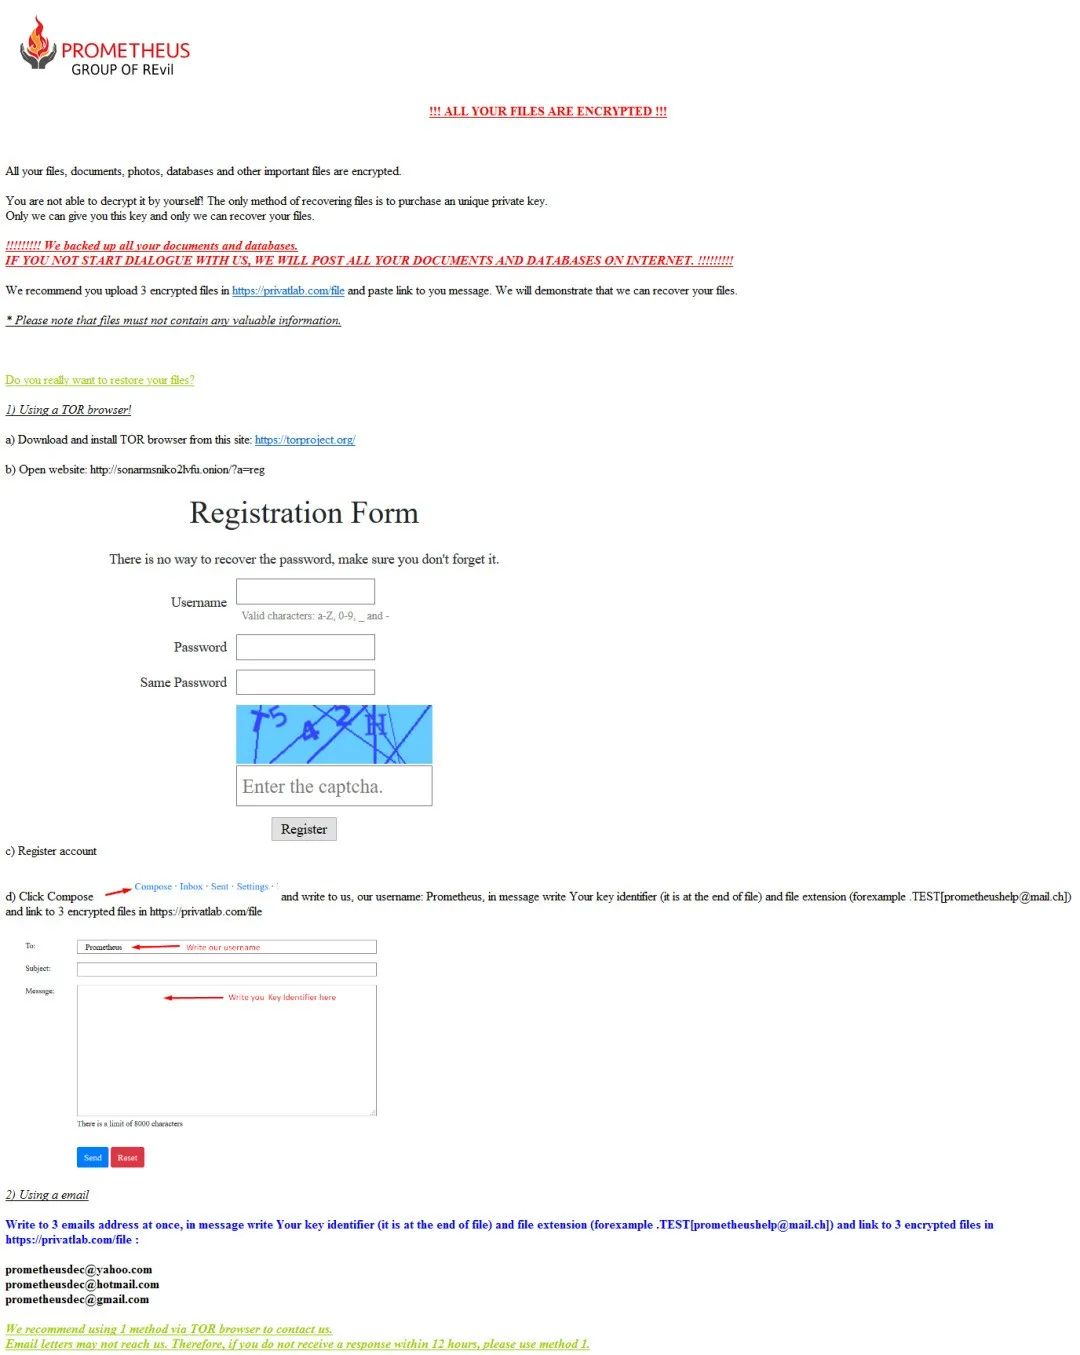 PROMETHEUS
GROUP OF REvil
!!! ALL YOUR FILES ARE ENCRYPTED !!!
All your files, documents, photos, databases and other important files are encrypted.
You are not able to decrypt it by yourself! The only method of recovering files is to purchase an unique private key.
Only we can give you this key and only we can recover your files.
!!!!!!!!! We backed up all your documents and databases.
IF YOU NOT START DIALOGUE WITH US, WE WILL POST ALL YOUR DOCUMENTS AND DATABASES ON INTERNET. !!!!!!!!!
We recommend you upload 3 encrypted files in https://privatlab.com/file and paste link to you message. We will demonstrate that we can recover your files.
* Please note that files must not contain any valuable information.
Do you really want to restore your files?
1) Using a TOR browser!
a) Download and install TOR browser from this site: https://torproject.org/
b) Open website: http://sonarmsniko2lvfu.onion/?a=reg
Registration Form
There is no way to recover the password, make sure you don't forget it.
Username
Valid characters: a-Z, 0-9, _ and -
Password
Same Password
T5A2H
Enter the captcha.
Register
c) Register account
Compose · Inbox · Sent · Settings ·
d) Click Compose and write to us, our username: Prometheus, in message write Your key identifier (it is at the end of file) and file extension (forexample .TEST[prometheushelp@mail.ch])
and link to 3 encrypted files in https://privatlab.com/file
To: Prometheus Write our username
Subject:
Message: Write you Key Identifier here
There is a limit of 8000 characters
Send Reset
2) Using a email
Write to 3 emails address at once, in message write Your key identifier (it is at the end of file) and file extension (forexample .TEST[prometheushelp@mail.ch]) and link to 3 encrypted files in
https://privatlab.com/file :
prometheusdec@yahoo.com
prometheusdec@hotmail.com
prometheusdec@gmail.com
We recommend using 1 method via TOR browser to contact us.
Email letters may not reach us. Therefore, if you do not receive a response within 12 hours, please use method 1.